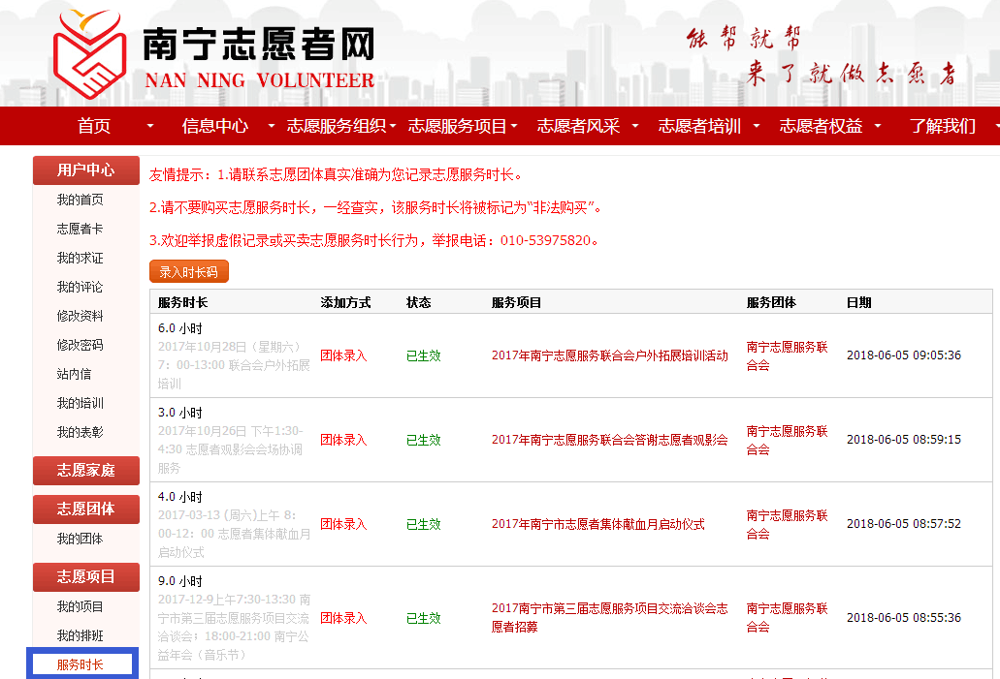 南宁志愿者网
NAN NING VOLUNTEER
能帮就帮
来了就做志愿者
首页 信息中心 志愿服务组织 志愿服务项目 志愿者风采 志愿者培训 志愿者权益 了解我们
用户中心
我的首页
志愿者卡
我的求证
我的评论
修改资料
修改密码
站内信
我的培训
我的表彰
志愿家庭
志愿团体
我的团体
志愿项目
我的项目
我的排班
服务时长
友情提示：1.请联系志愿团体真实准确为您记录志愿服务时长。
2.请不要购买志愿服务时长，一经查实，该服务时长将被标记为“非法购买”。
3.欢迎举报虚假记录或买卖志愿服务时长行为，举报电话：010-53975820。
录入时长码
服务时长 添加方式 状态 服务项目 服务团体 日期
6.0 小时
2017年10月28日（星期六）
7：00-13:00 联合会户外拓展
培训
团体录入
已生效
2017年南宁志愿服务联合会户外拓展培训活动
南宁志愿服务联
合会
2018-06-05 09:05:36
3.0 小时
2017年10月26日 下午1:30-
4:30 志愿者观影会会场协调
服务
团体录入
已生效
2017年南宁志愿服务联合会答谢志愿者观影会
南宁志愿服务联
合会
2018-06-05 08:59:15
4.0 小时
2017-03-13 (周六)上午 8：
00-12：00 志愿者集体献血月
启动仪式
团体录入
已生效
2017年南宁市志愿者集体献血月启动仪式
南宁志愿服务联
合会
2018-06-05 08:57:52
9.0 小时
2017-12-9上午7:30-13:30 南
宁市第三届志愿服务项目交流
洽谈会；18:00-21:00 南宁公
益年会（音乐节）
团体录入
已生效
2017南宁市第三届志愿服务项目交流洽谈会志
愿者招募
南宁志愿服务联
合会
2018-06-05 08:55:36